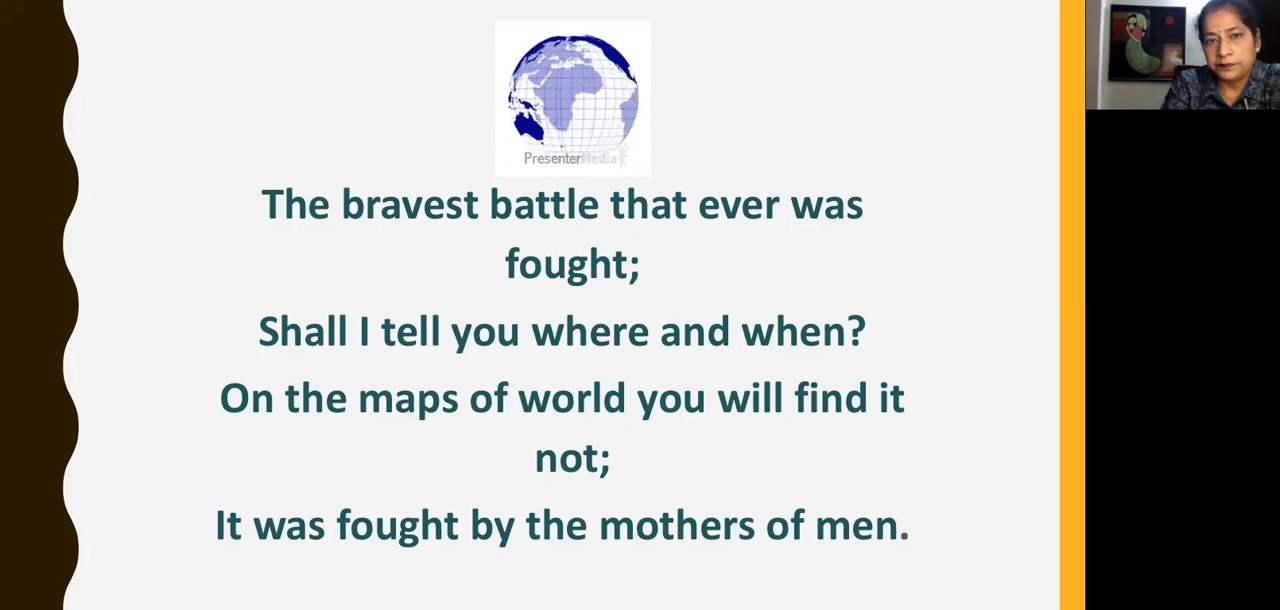 PresenterMedia
The bravest battle that ever was
fought;
Shall I tell you where and when?
On the maps of world you will find it
not;
It was fought by the mothers of men.